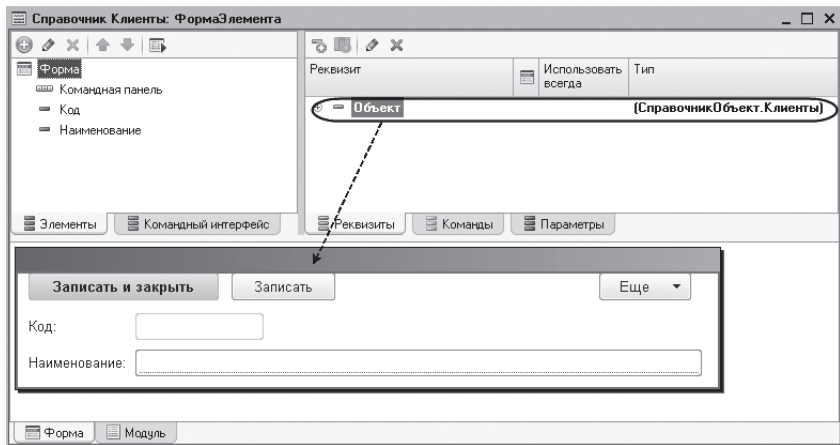 Справочник Клиенты: ФормаЭлемента
Форма
Командная панель
Код
Наименование
Элементы
Командный интерфейс
Реквизит
Использовать всегда
Тип
Объект
(СправочникОбъект.Клиенты)
Реквизиты
Команды
Параметры
Записать и закрыть
Записать
Еще
Код:
Наименование:
Форма
Модуль